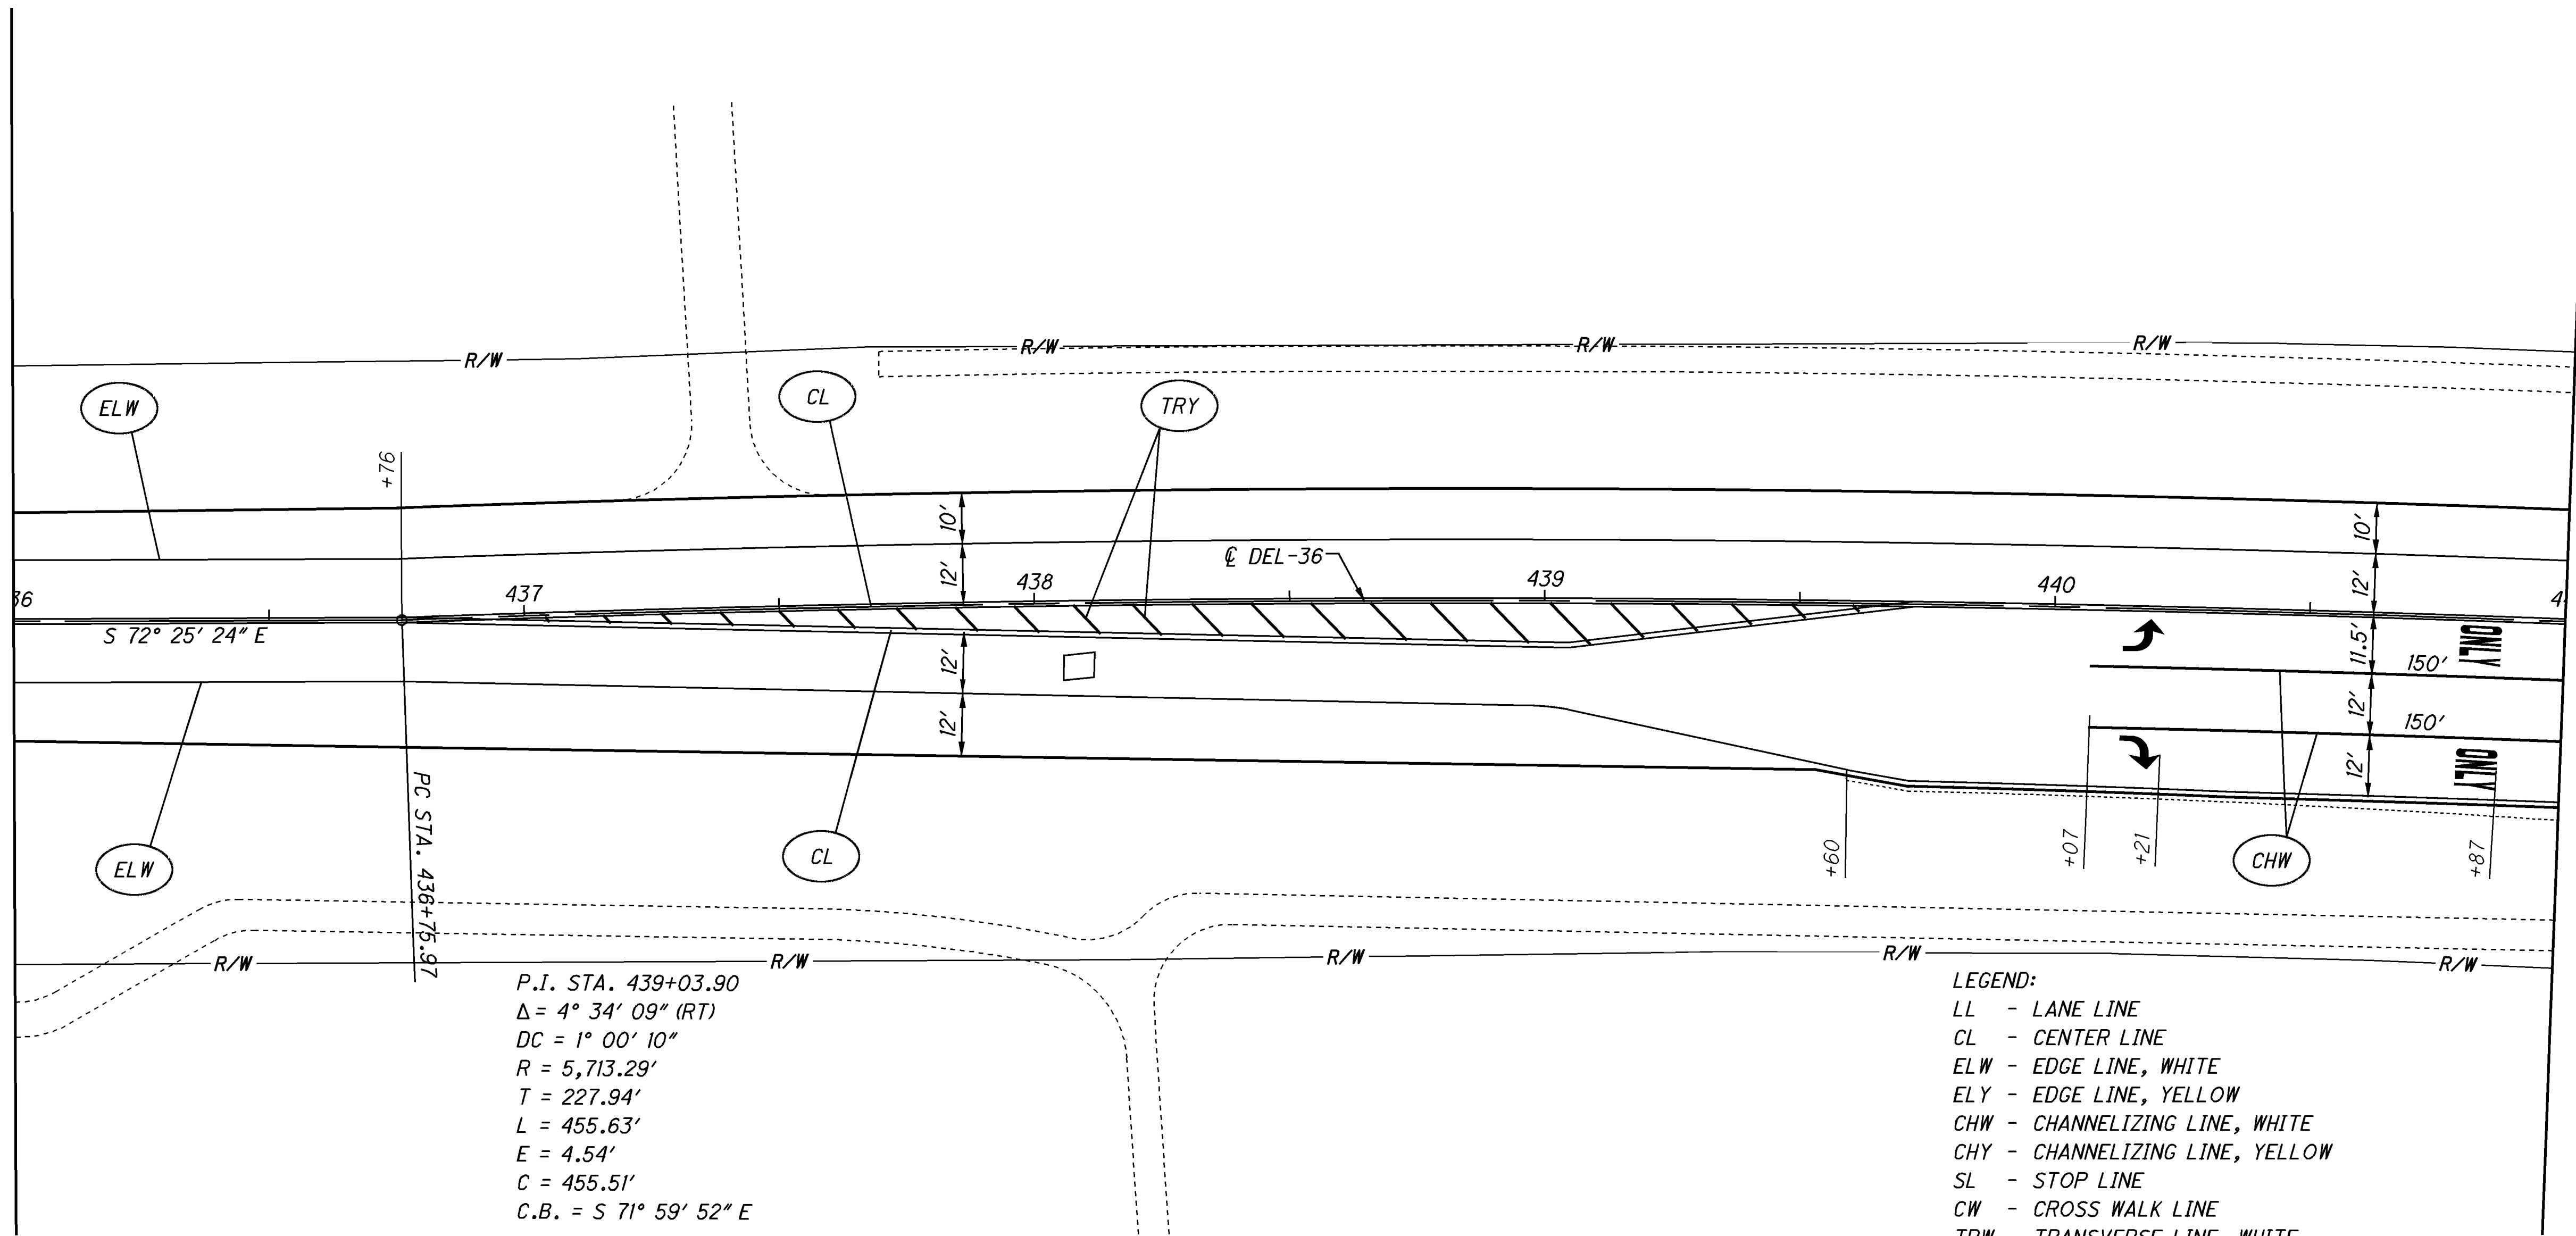 R/W
R/W
R/W
R/W
ELW
CL
TRY
+76
10'
10'
℄ DEL-36
12'
12'
36
437
438
439
440
S 72° 25' 24" E
ONLY
11.5'
150'
12'
12'
150'
12'
12'
ONLY
PC STA. 436+75.97
ELW
CL
+60
+07
+21
CHW
+87
R/W
R/W
R/W
R/W
R/W
P.I. STA. 439+03.90
Δ = 4° 34' 09" (RT)
DC = 1° 00' 10"
R = 5,713.29'
T = 227.94'
L = 455.63'
E = 4.54'
C = 455.51'
C.B. = S 71° 59' 52" E
LEGEND:
LL - LANE LINE
CL - CENTER LINE
ELW - EDGE LINE, WHITE
ELY - EDGE LINE, YELLOW
CHW - CHANNELIZING LINE, WHITE
CHY - CHANNELIZING LINE, YELLOW
SL - STOP LINE
CW - CROSS WALK LINE
TRW - TRANSVERSE LINE, WHITE